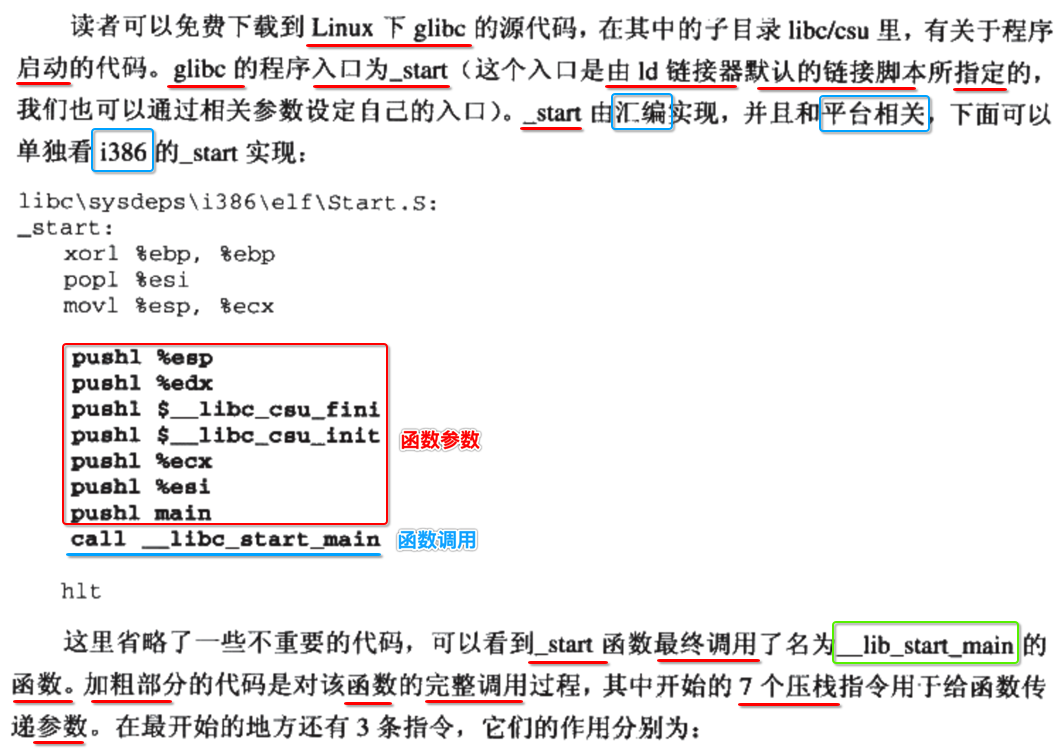 读者可以免费下载到 Linux 下 glibc 的源代码，在其中的子目录 libc/csu 里，有关于程序
启动的代码。glibc 的程序入口为_start（这个入口是由 ld 链接器默认的链接脚本所指定的，
我们也可以通过相关参数设定自己的入口）。_start 由汇编实现，并且和平台相关，下面可以
单独看 i386 的_start 实现：
libc\sysdeps\i386\elf\Start.S:
_start:
xorl %ebp, %ebp
popl %esi
movl %esp, %ecx
pushl %esp
pushl %edx
pushl $__libc_csu_fini
pushl $__libc_csu_init 函数参数
pushl %ecx
pushl %esi
pushl main
call __libc_start_main 函数调用
hlt
这里省略了一些不重要的代码，可以看到_start 函数最终调用了名为__lib_start_main 的
函数。加粗部分的代码是对该函数的完整调用过程，其中开始的 7 个压栈指令用于给函数传
递参数。在最开始的地方还有 3 条指令，它们的作用分别为：